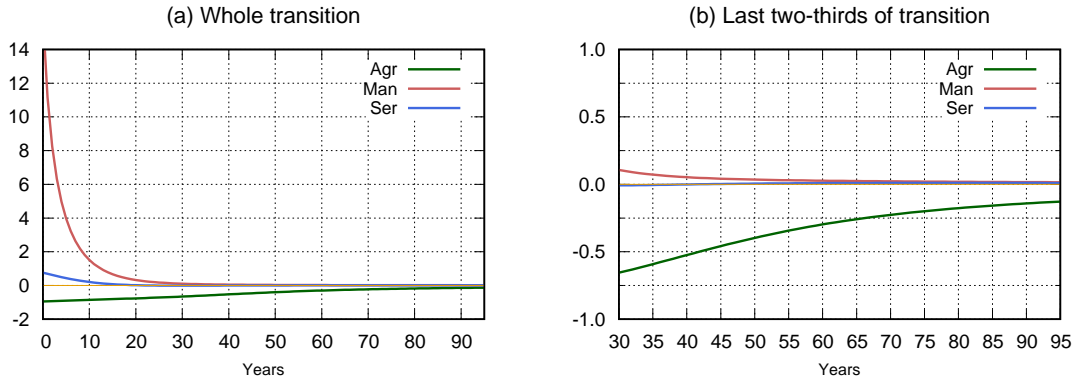 (a) Whole transition
14
12
10
8
6
4
2
0
-2
Agr
Man
Ser
0 10 20 30 40 50 60 70 80 90
Years
(b) Last two-thirds of transition
1.0
0.5
0.0
-0.5
-1.0
Agr
Man
Ser
30 35 40 45 50 55 60 65 70 75 80 85 90 95
Years